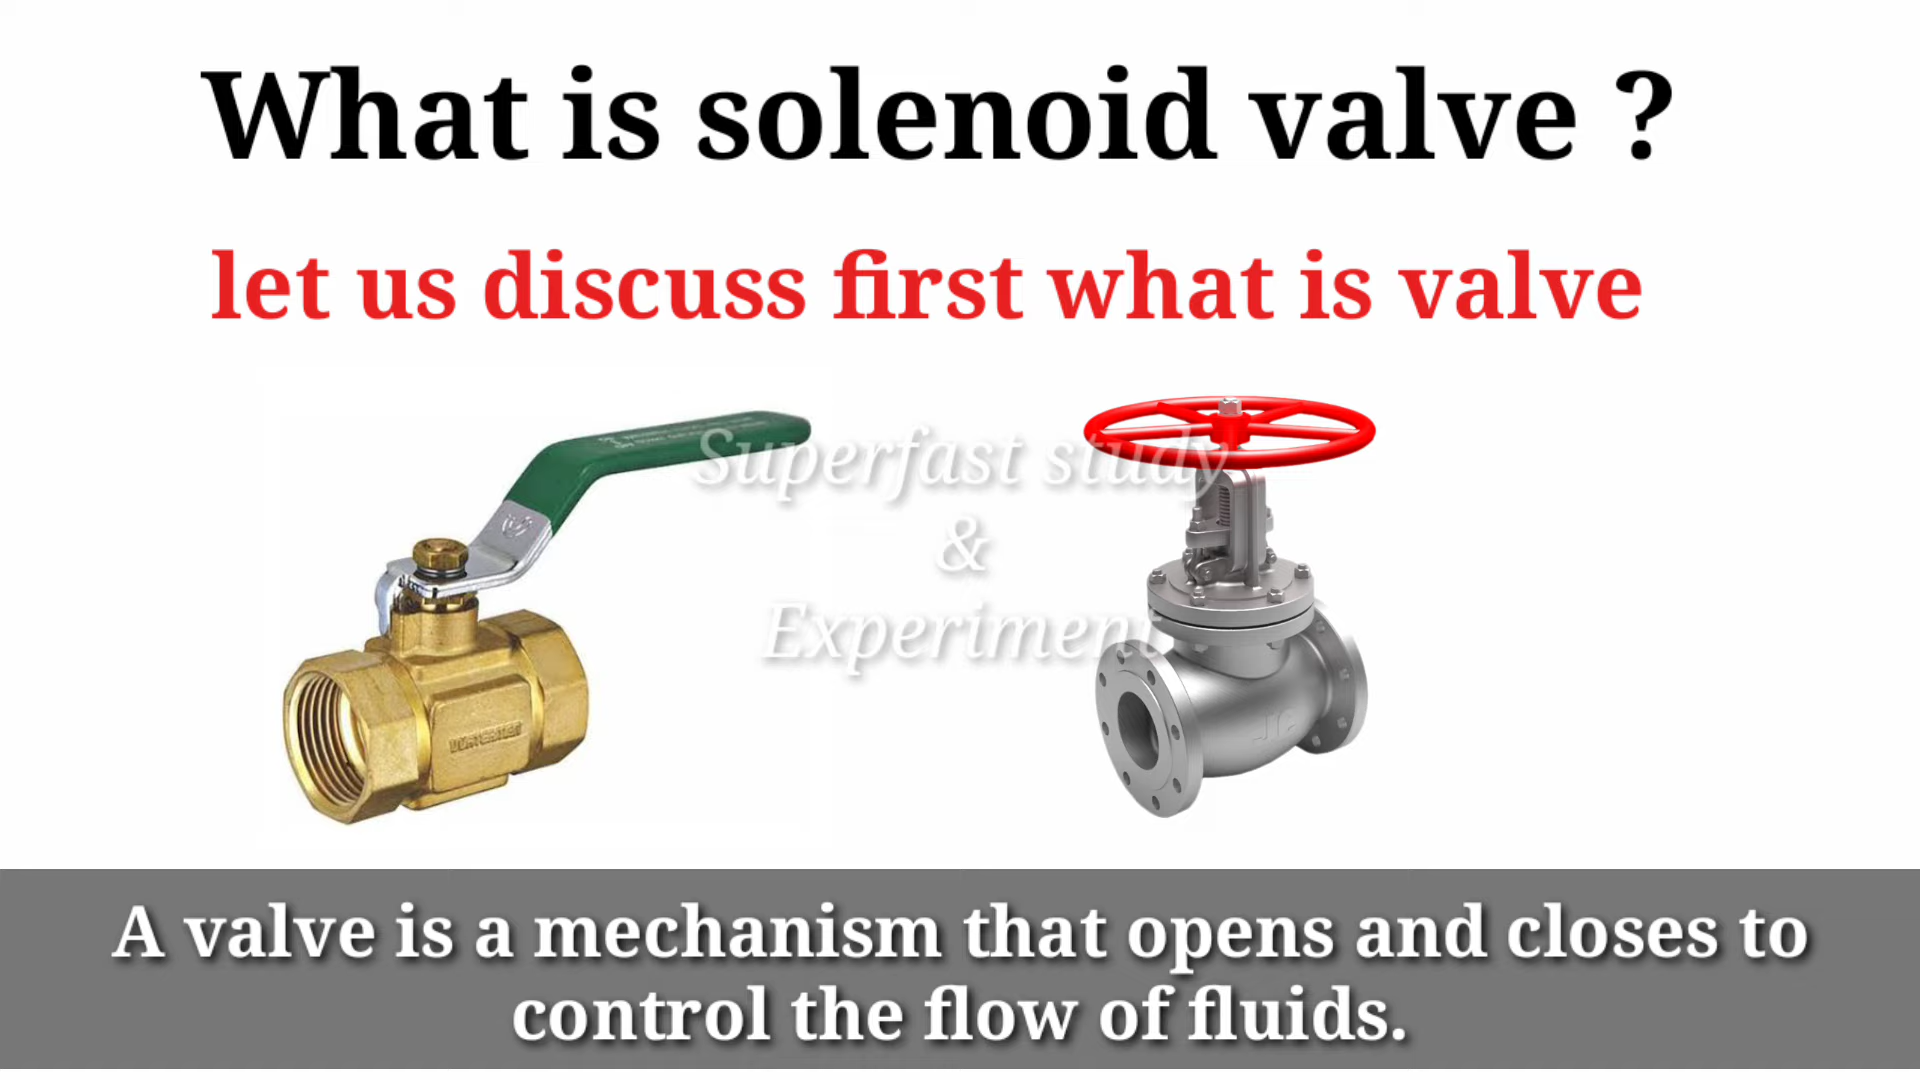 What is solenoid valve ?
let us discuss first what is valve
Superfast study
&
Experiment
A valve is a mechanism that opens and closes to
control the flow of fluids.